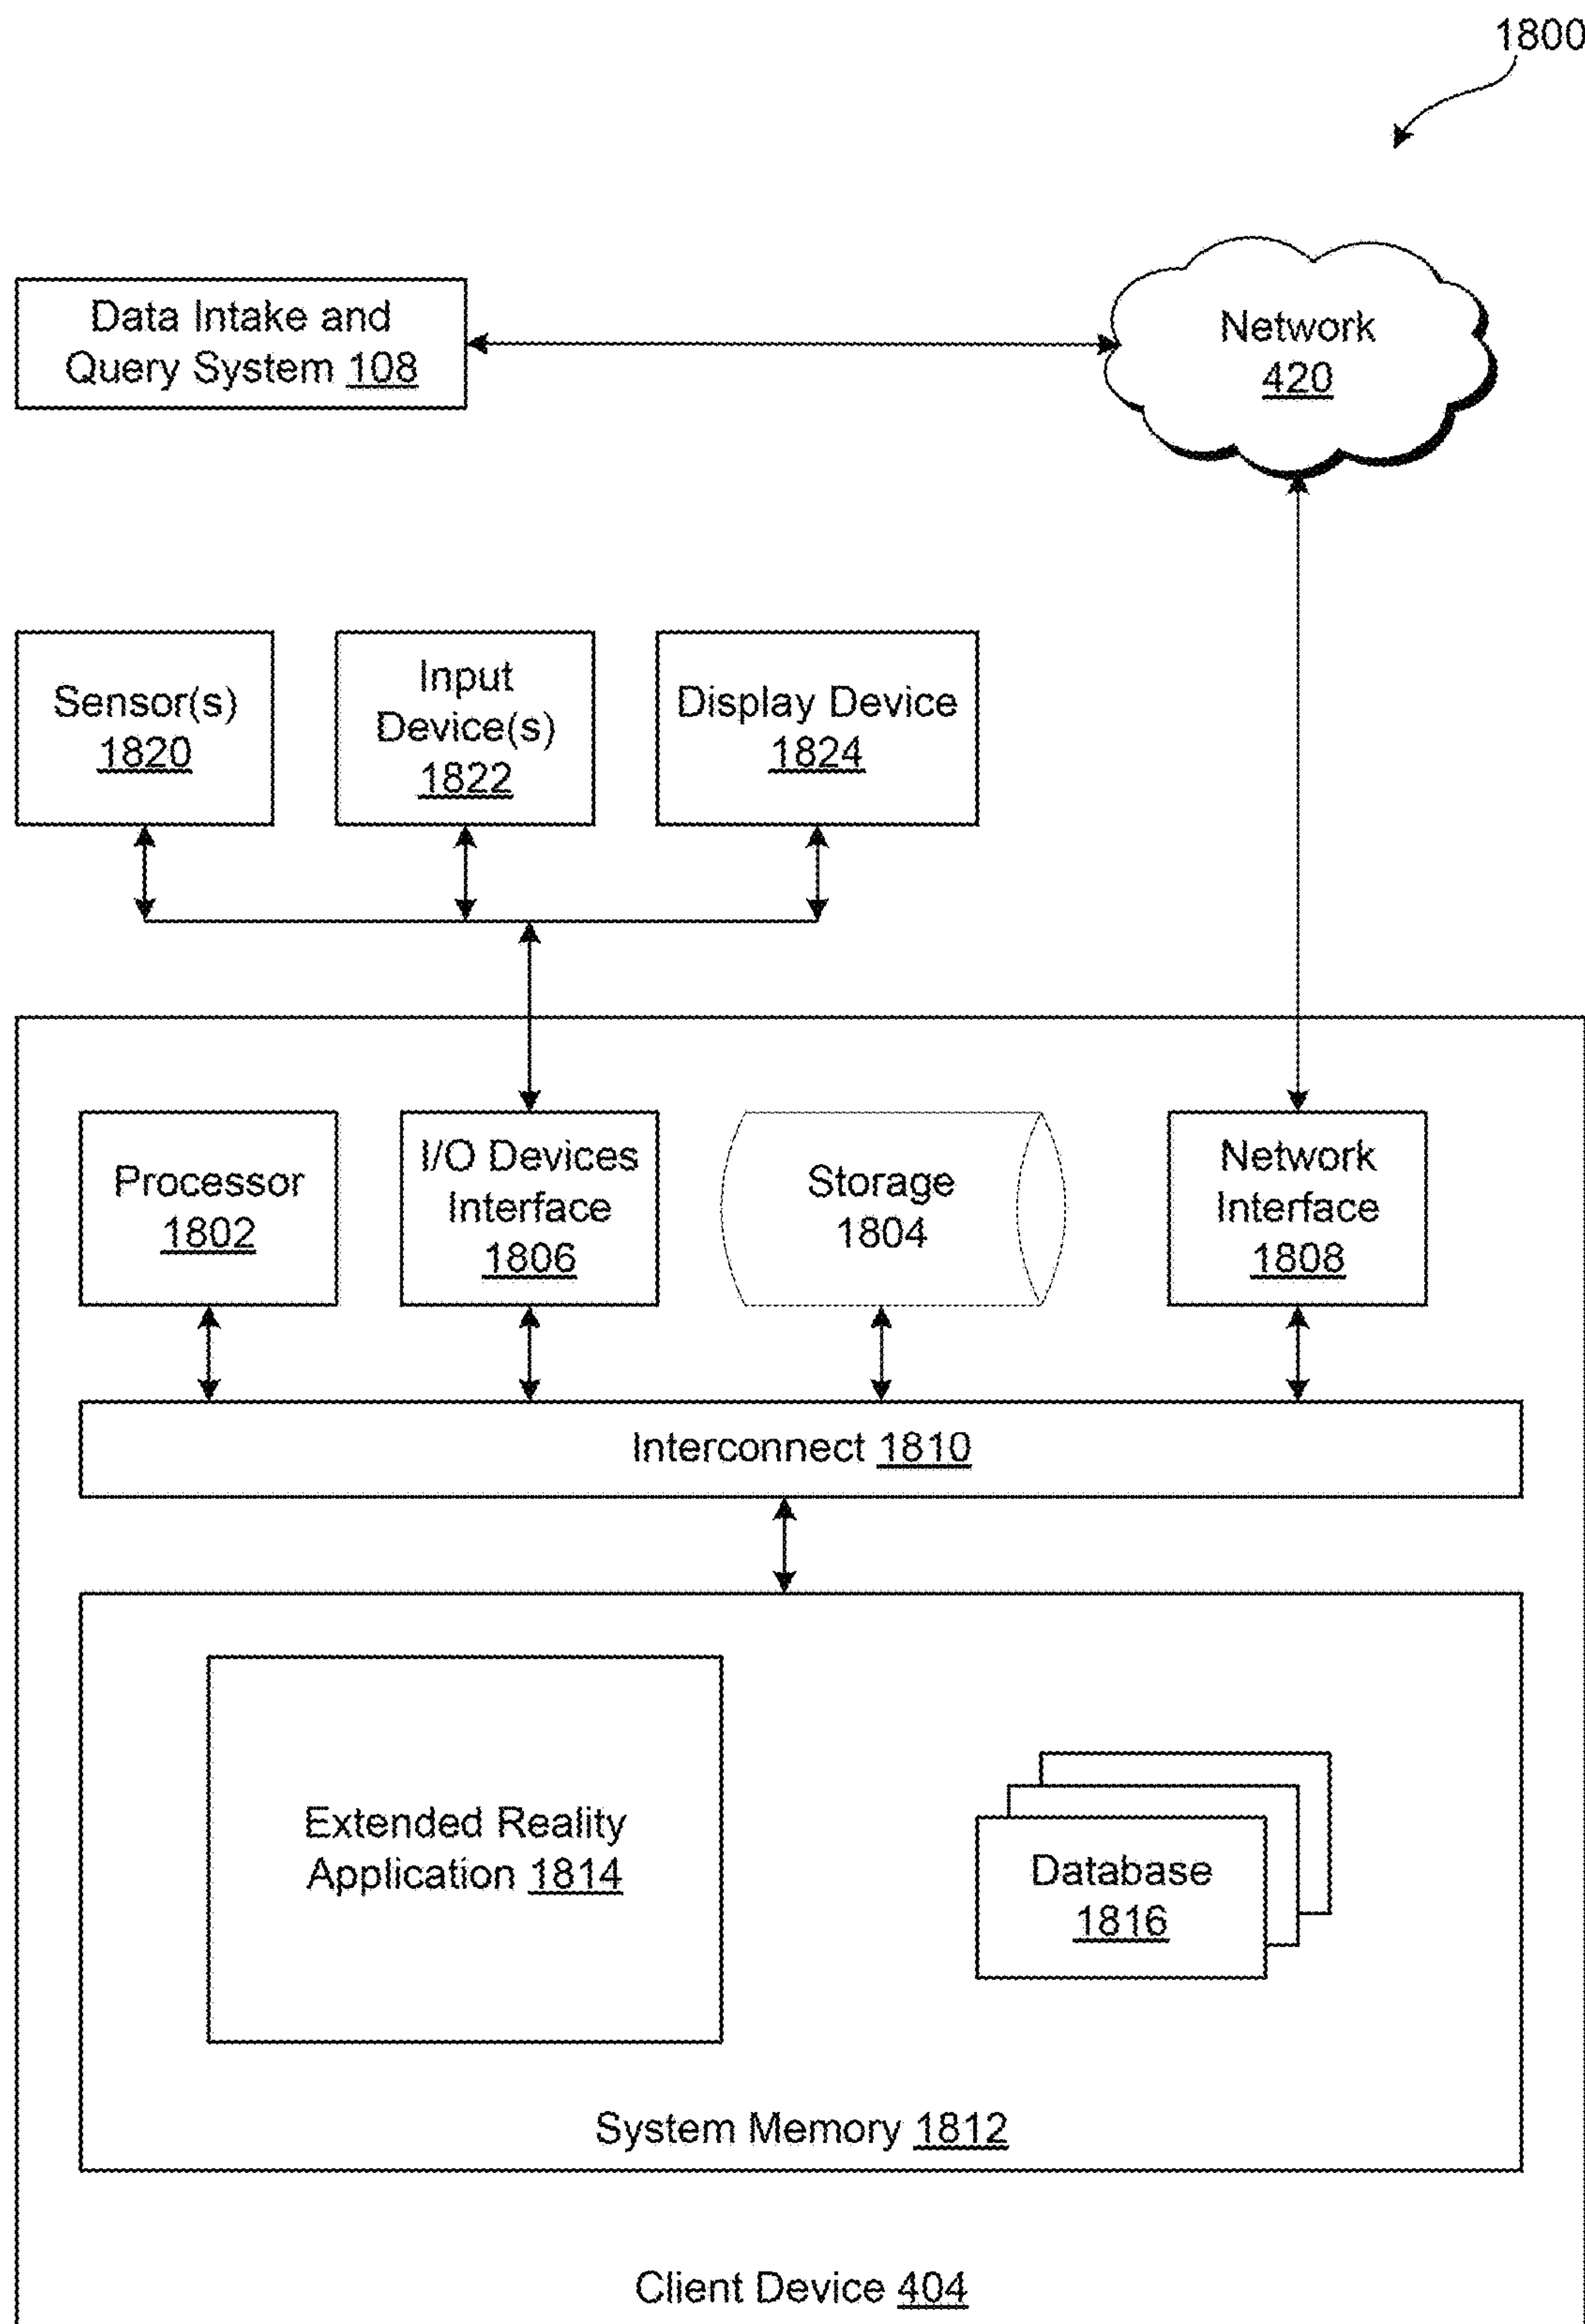 1800
Data Intake and
Query System 108
Network
420
Sensor(s)
1820
Input
Device(s)
1822
Display Device
1824
Processor
1802
I/O Devices
Interface
1806
Storage
1804
Network
Interface
1808
Interconnect 1810
Extended Reality
Application 1814
Database
1816
System Memory 1812
Client Device 404